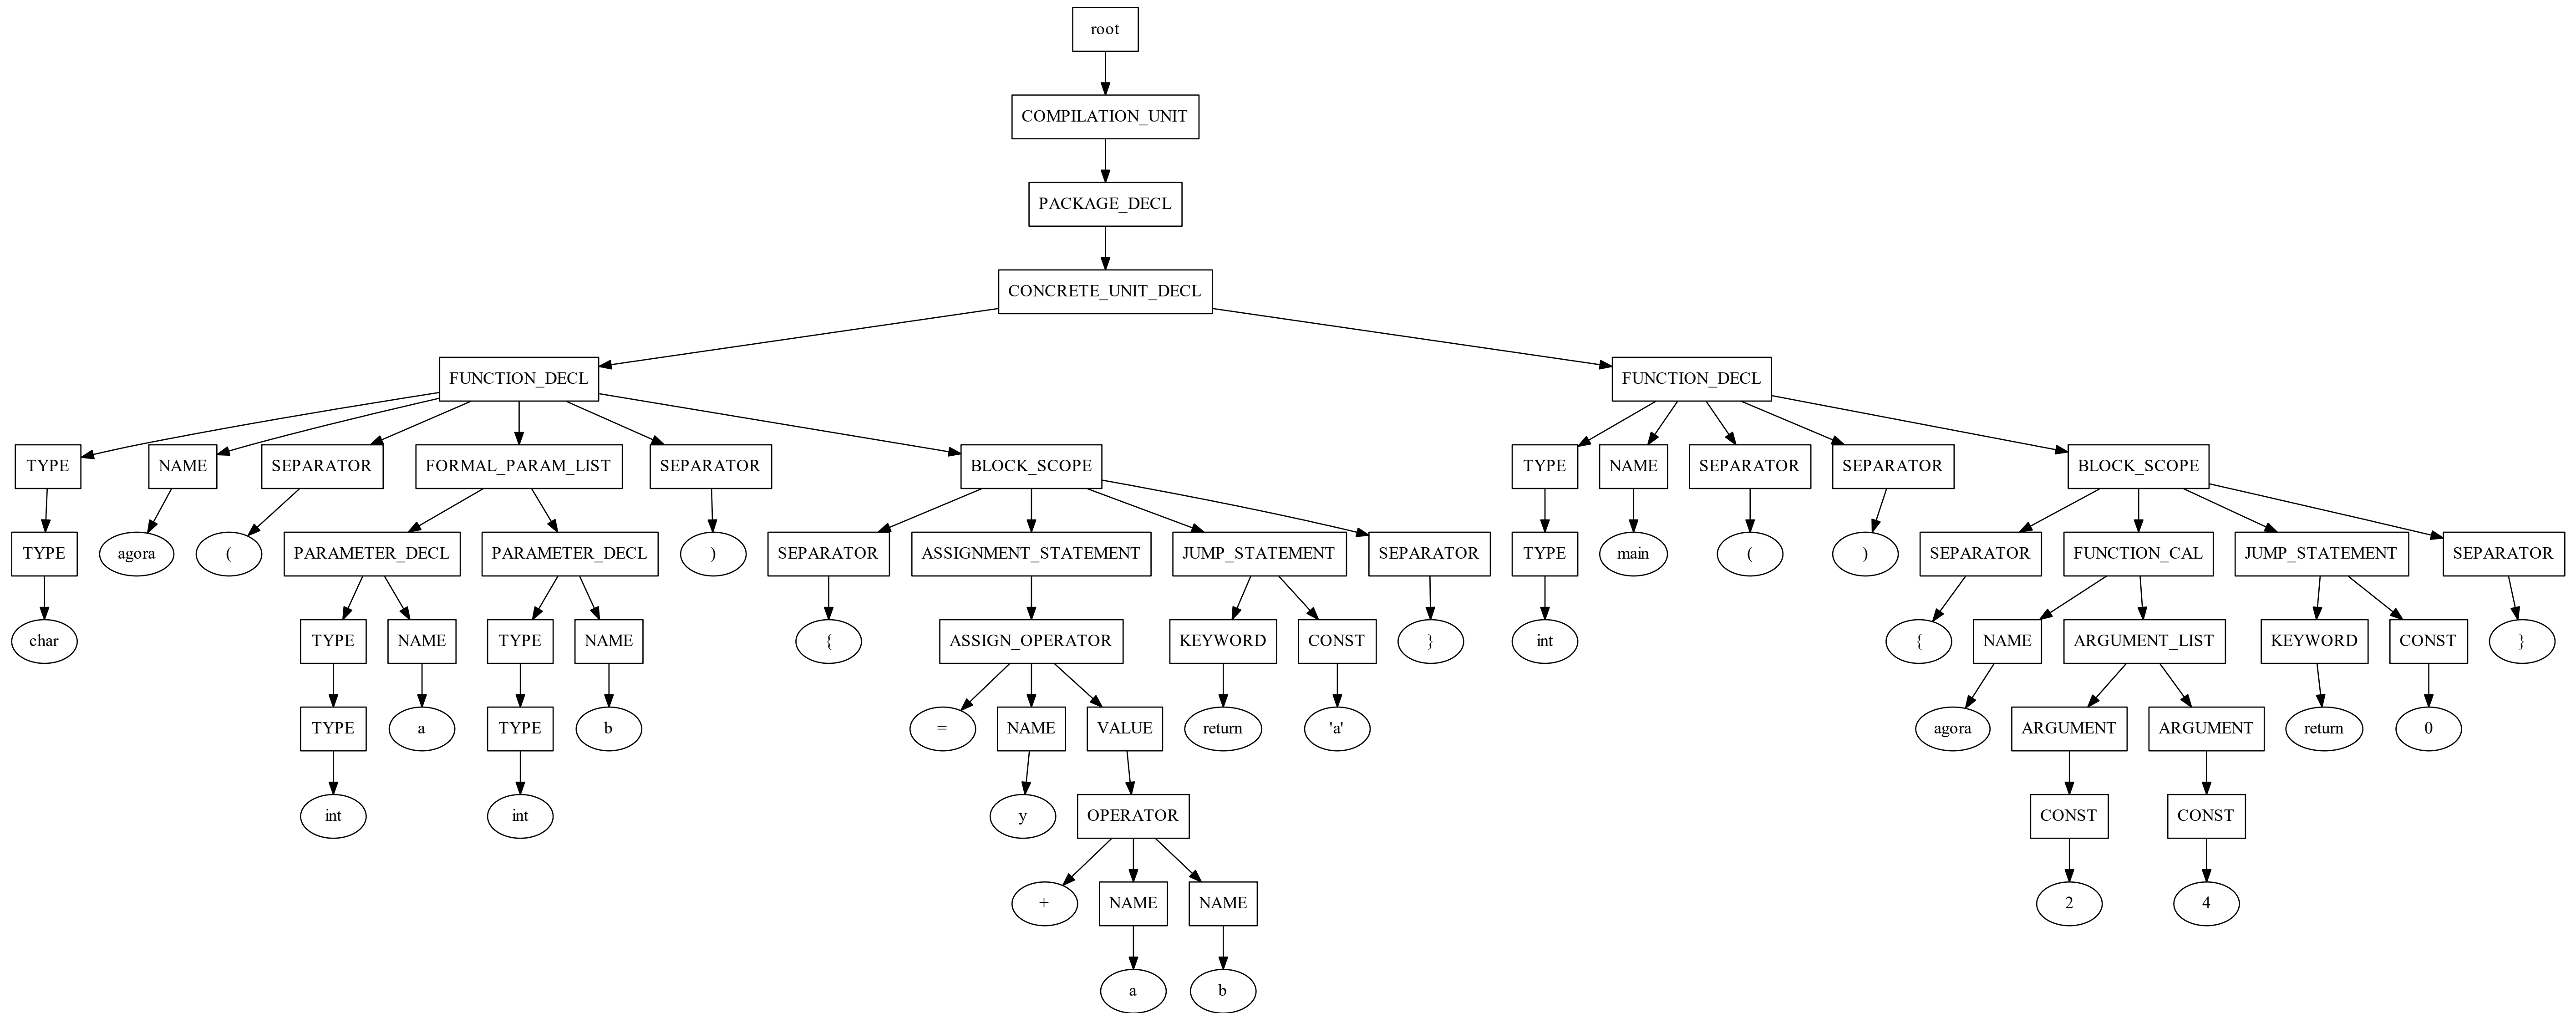 root
COMPILATION_UNIT
PACKAGE_DECL
CONCRETE_UNIT_DECL
FUNCTION_DECL FUNCTION_DECL
TYPE NAME SEPARATOR FORMAL_PARAM_LIST SEPARATOR BLOCK_SCOPE TYPE NAME SEPARATOR SEPARATOR BLOCK_SCOPE
TYPE agora ( PARAMETER_DECL PARAMETER_DECL ) SEPARATOR ASSIGNMENT_STATEMENT JUMP_STATEMENT SEPARATOR TYPE main ( ) SEPARATOR FUNCTION_CAL JUMP_STATEMENT SEPARATOR
char TYPE NAME TYPE NAME { ASSIGN_OPERATOR KEYWORD CONST } int { NAME ARGUMENT_LIST KEYWORD CONST }
TYPE a TYPE b = NAME VALUE return 'a' agora ARGUMENT ARGUMENT return 0
int int y OPERATOR CONST CONST
+ NAME NAME 2 4
a b